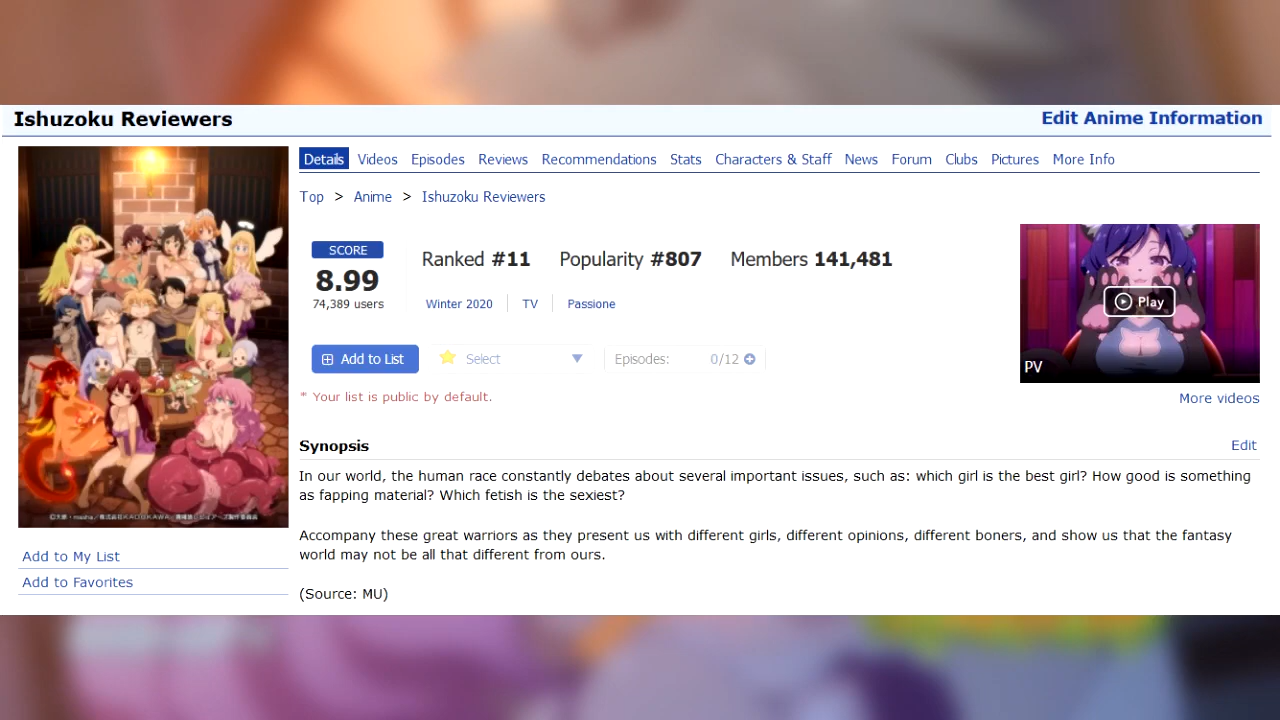 Ishuzoku Reviewers
Edit Anime Information
Details Videos Episodes Reviews Recommendations Stats Characters & Staff News Forum Clubs Pictures More Info
Top > Anime > Ishuzoku Reviewers
SCORE
8.99
74,389 users
Ranked #11 Popularity #807 Members 141,481
Winter 2020 TV Passione
Add to List
Select
Episodes: 0/12
* Your list is public by default.
Play
PV
More videos
Synopsis
Edit
In our world, the human race constantly debates about several important issues, such as: which girl is the best girl? How good is something
as fapping material? Which fetish is the sexiest?
Accompany these great warriors as they present us with different girls, different opinions, different boners, and show us that the fantasy
world may not be all that different from ours.
(Source: MU)
Add to My List
Add to Favorites